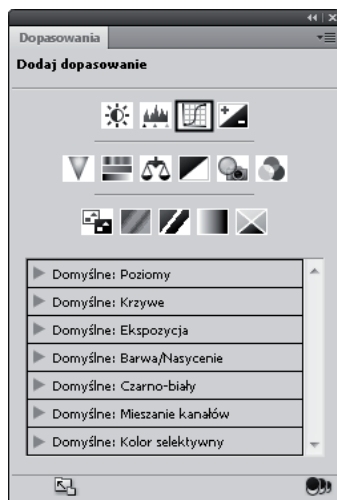 Dopasowania
Dodaj dopasowanie
Domyślne: Poziomy
Domyślne: Krzywe
Domyślne: Ekspozycja
Domyślne: Barwa/Nasycenie
Domyślne: Czarno-biały
Domyślne: Mieszanie kanałów
Domyślne: Kolor selektywny